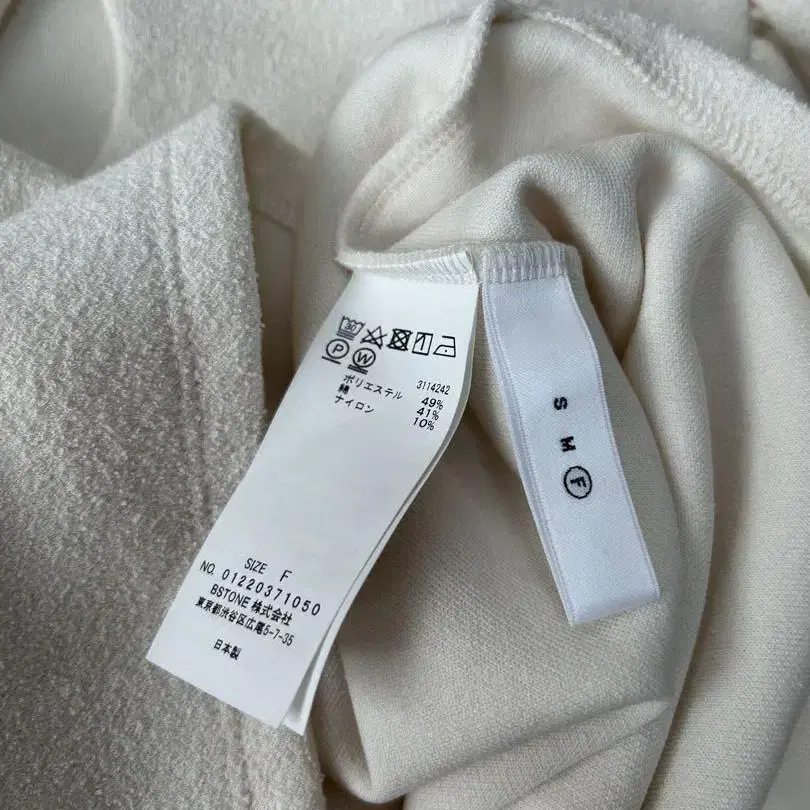 30
P W
3114242
ポリエステル 49%
綿 41%
ナイロン 10%
SIZE F
NO. 01220371050
BSTONE 株式会社
東京都渋谷区広尾5-7-35
日本製
S M F